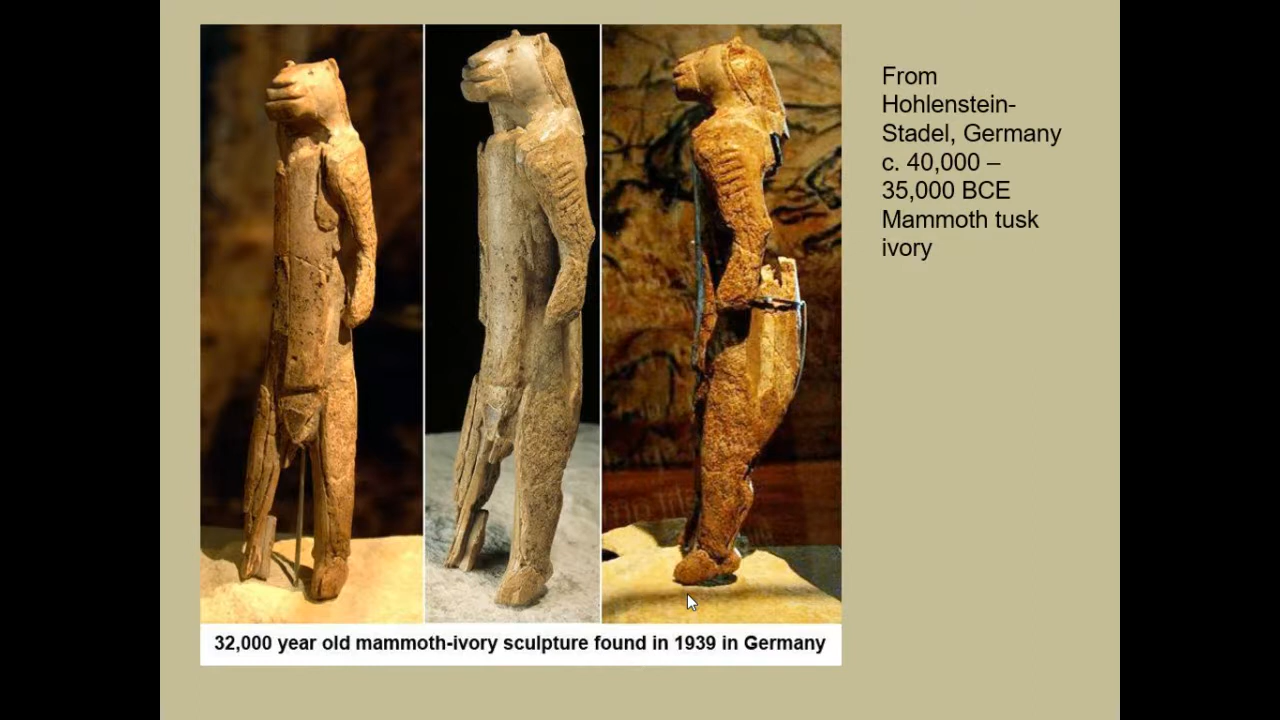 From
Hohlenstein-
Stadel, Germany
c. 40,000 –
35,000 BCE
Mammoth tusk
ivory
32,000 year old mammoth-ivory sculpture found in 1939 in Germany